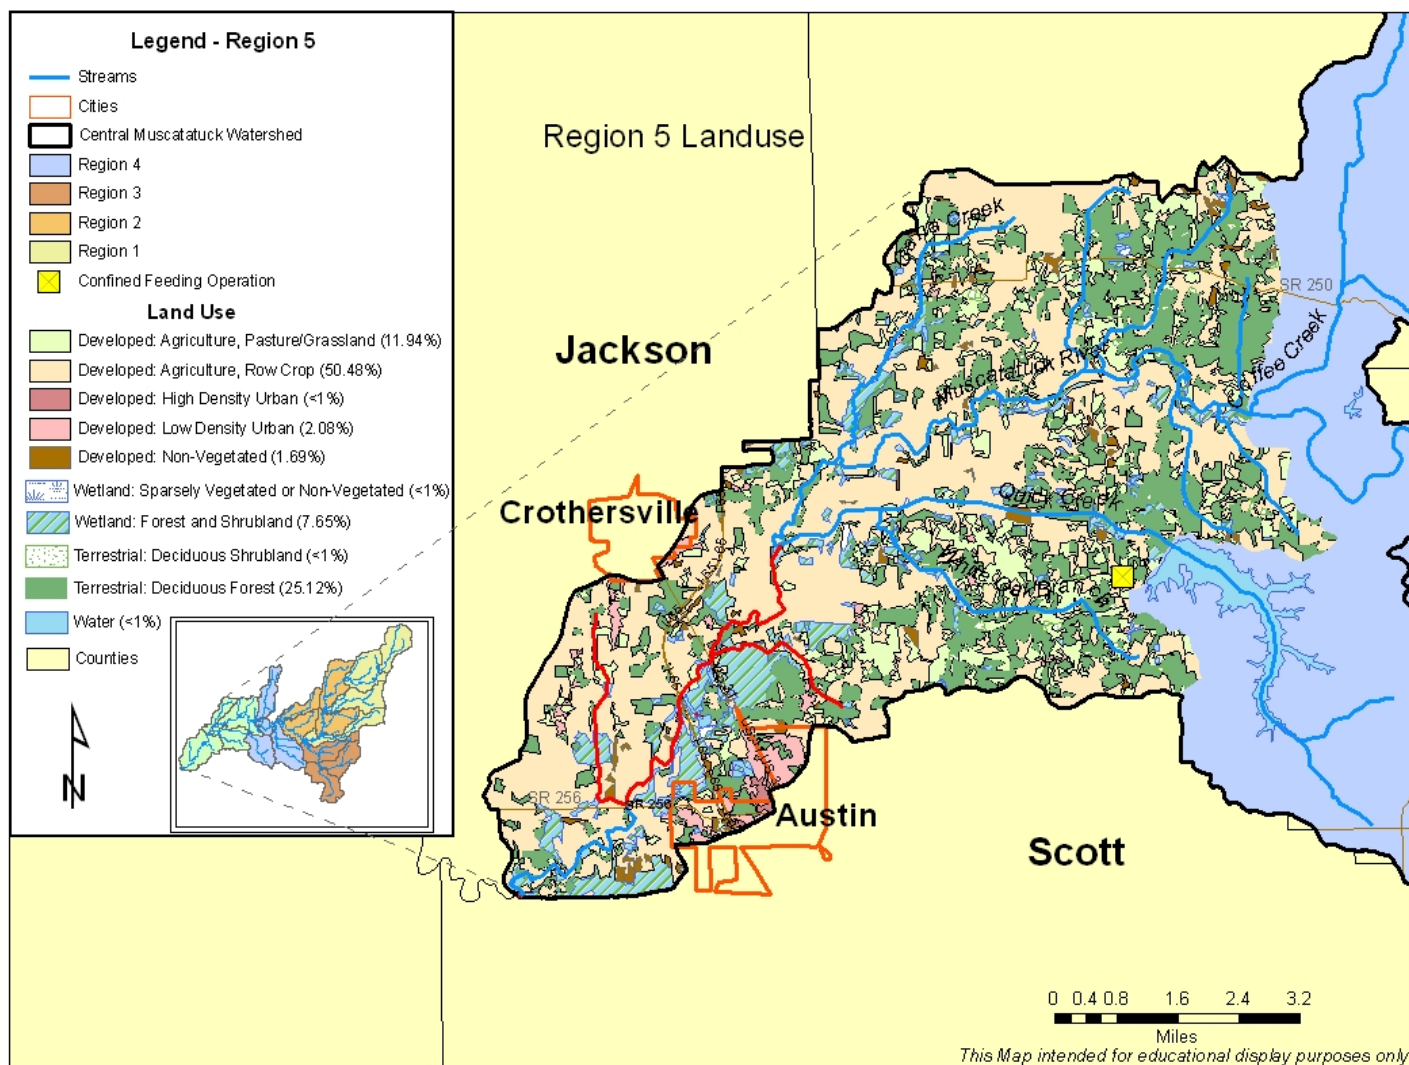 Legend - Region 5
Streams
Cities
Central Muscatatuck Watershed
Region 4
Region 3
Region 2
Region 1
Confined Feeding Operation
Land Use
Developed: Agriculture, Pasture/Grassland (11.94%)
Developed: Agriculture, Row Crop (50.48%)
Developed: High Density Urban (<1%)
Developed: Low Density Urban (2.08%)
Developed: Non-Vegetated (1.69%)
Wetland: Sparsely Vegetated or Non-Vegetated (<1%)
Wetland: Forest and Shrubland (7.65%)
Terrestrial: Deciduous Shrubland (<1%)
Terrestrial: Deciduous Forest (25.12%)
Water (<1%)
Counties
N
Region 5 Landuse
Creek
SR 250
Jackson
Muscatatuck River
Coffee Creek
Crothersville
Quick Creek
White Oak Branch
SR 256
SR 256
Austin
Scott
0 0.4 0.8 1.6 2.4 3.2
Miles
This Map intended for educational display purposes only